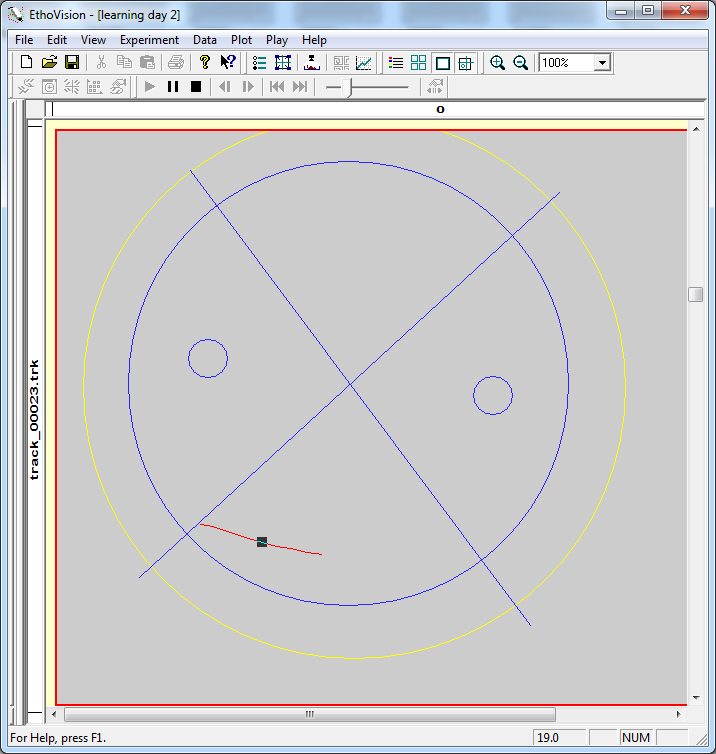 EthoVision - [learning day 2]
File Edit View Experiment Data Plot Play Help
100%
O
track_00023.trk
For Help, press F1.
19.0
NUM